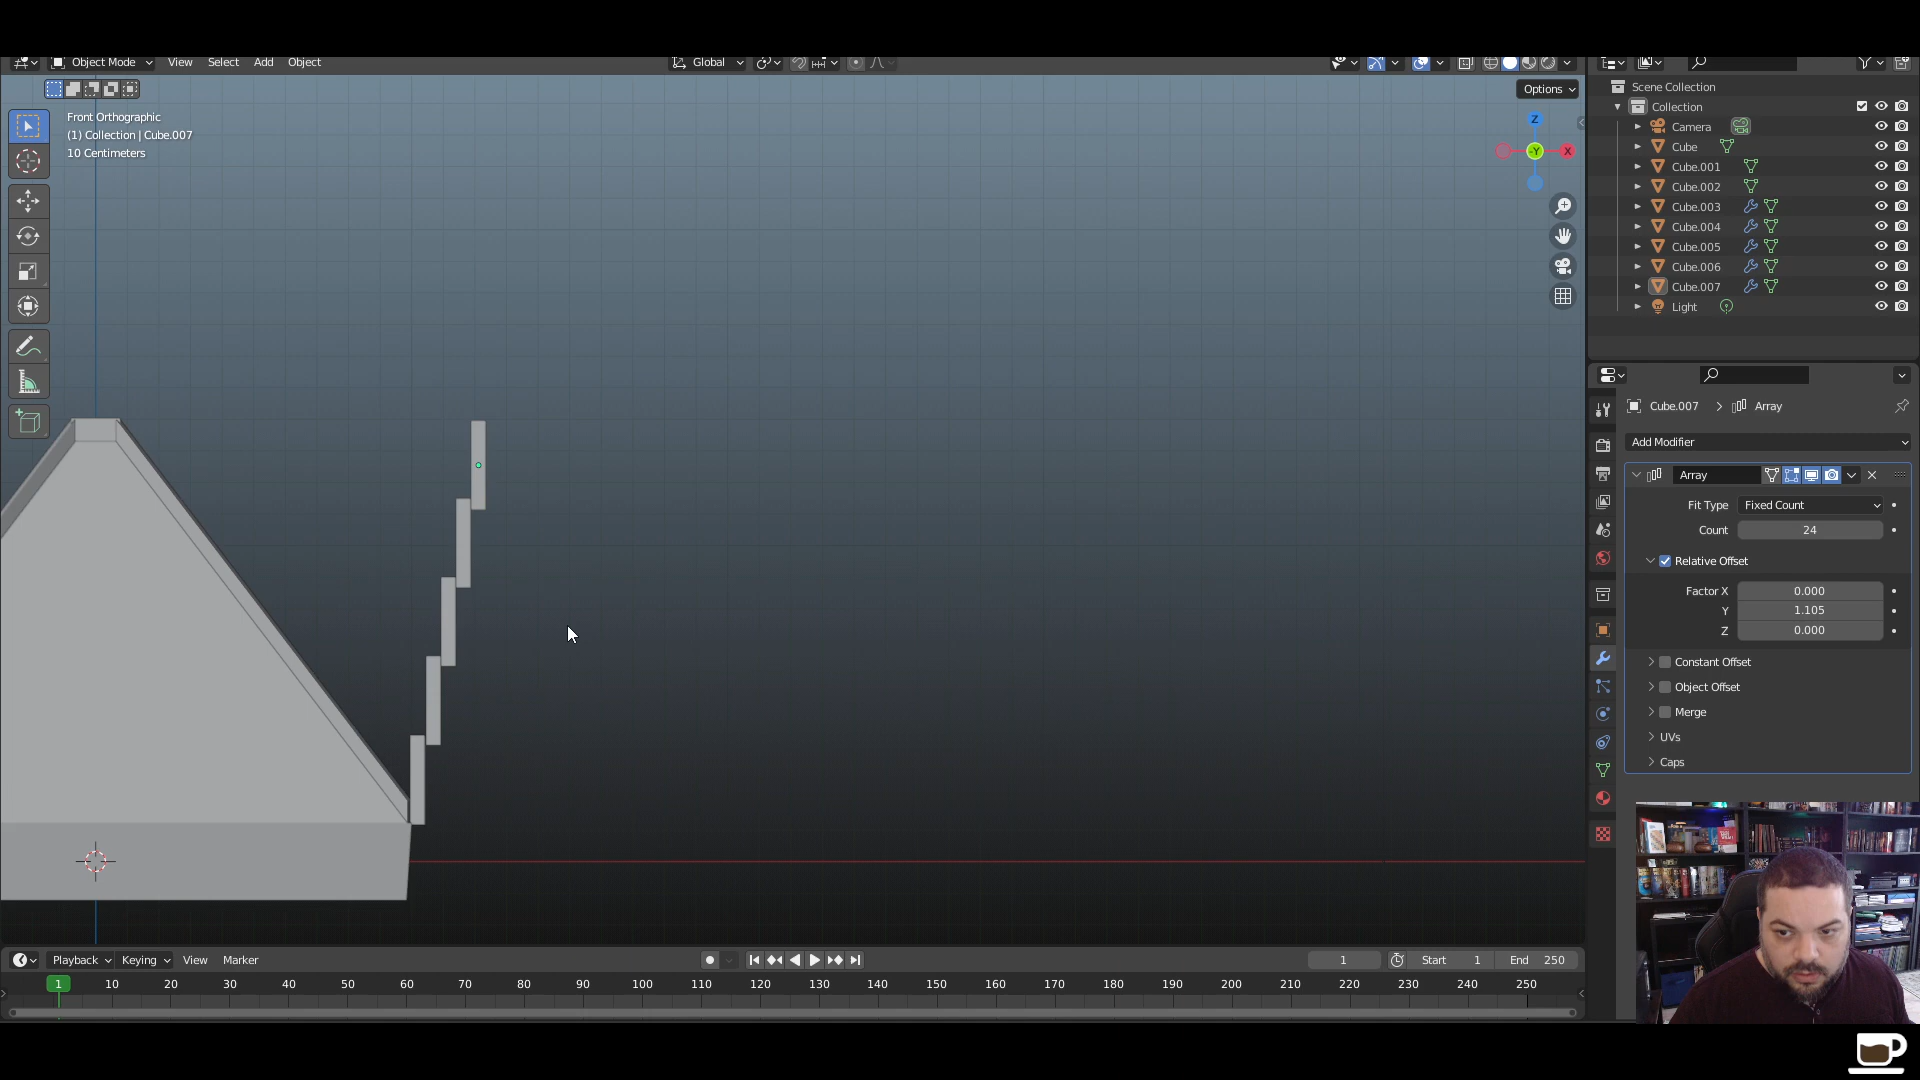 Object Mode
View
Select
Add
Object
Global
Options
Front Orthographic
(1) Collection | Cube.007
10 Centimeters
Z
X
-Y
Scene Collection
Collection
Camera
Cube
Cube.001
Cube.002
Cube.003
Cube.004
Cube.005
Cube.006
Cube.007
Light
Cube.007 > Array
Add Modifier
Array
Fit Type Fixed Count
Count 24
Relative Offset
Factor X 0.000
Y 1.105
Z 0.000
Constant Offset
Object Offset
Merge
UVs
Caps
Playback Keying View Marker
1 Start 1 End 250
1 10 20 30 40 50 60 70 80 90 100 110 120 130 140 150 160 170 180 190 200 210 220 230 240 250